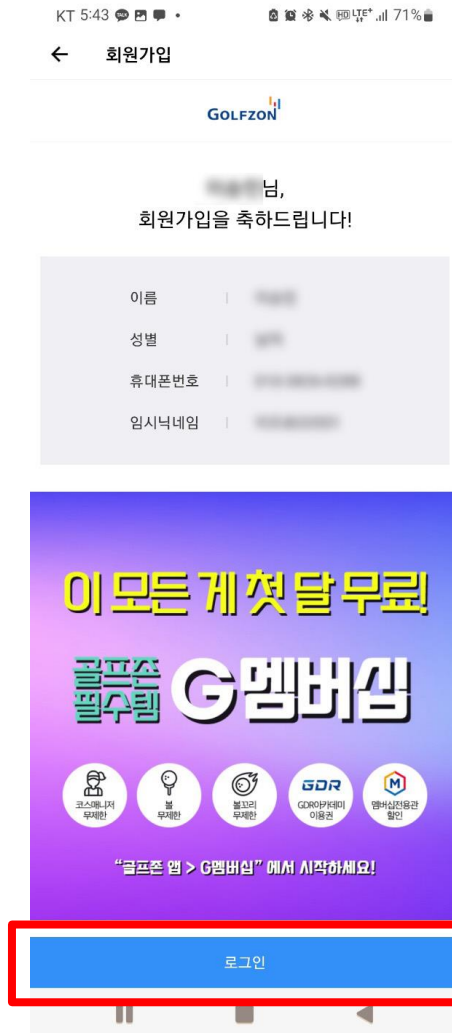 KT 5:43
LTE+ 71%
회원가입
GOLFZON
님,
회원가입을 축하드립니다!
이름
성별
휴대폰번호
임시닉네임
이 모든 게 첫 달 무료!
골프존
필수템
G멤버십
코스매니저
무제한
볼
무제한
볼꼬리
무제한
GDR
GDR아카데미
이용권
M
멤버십전용관
할인
“골프존 앱 > G멤버십” 에서 시작하세요!
로그인